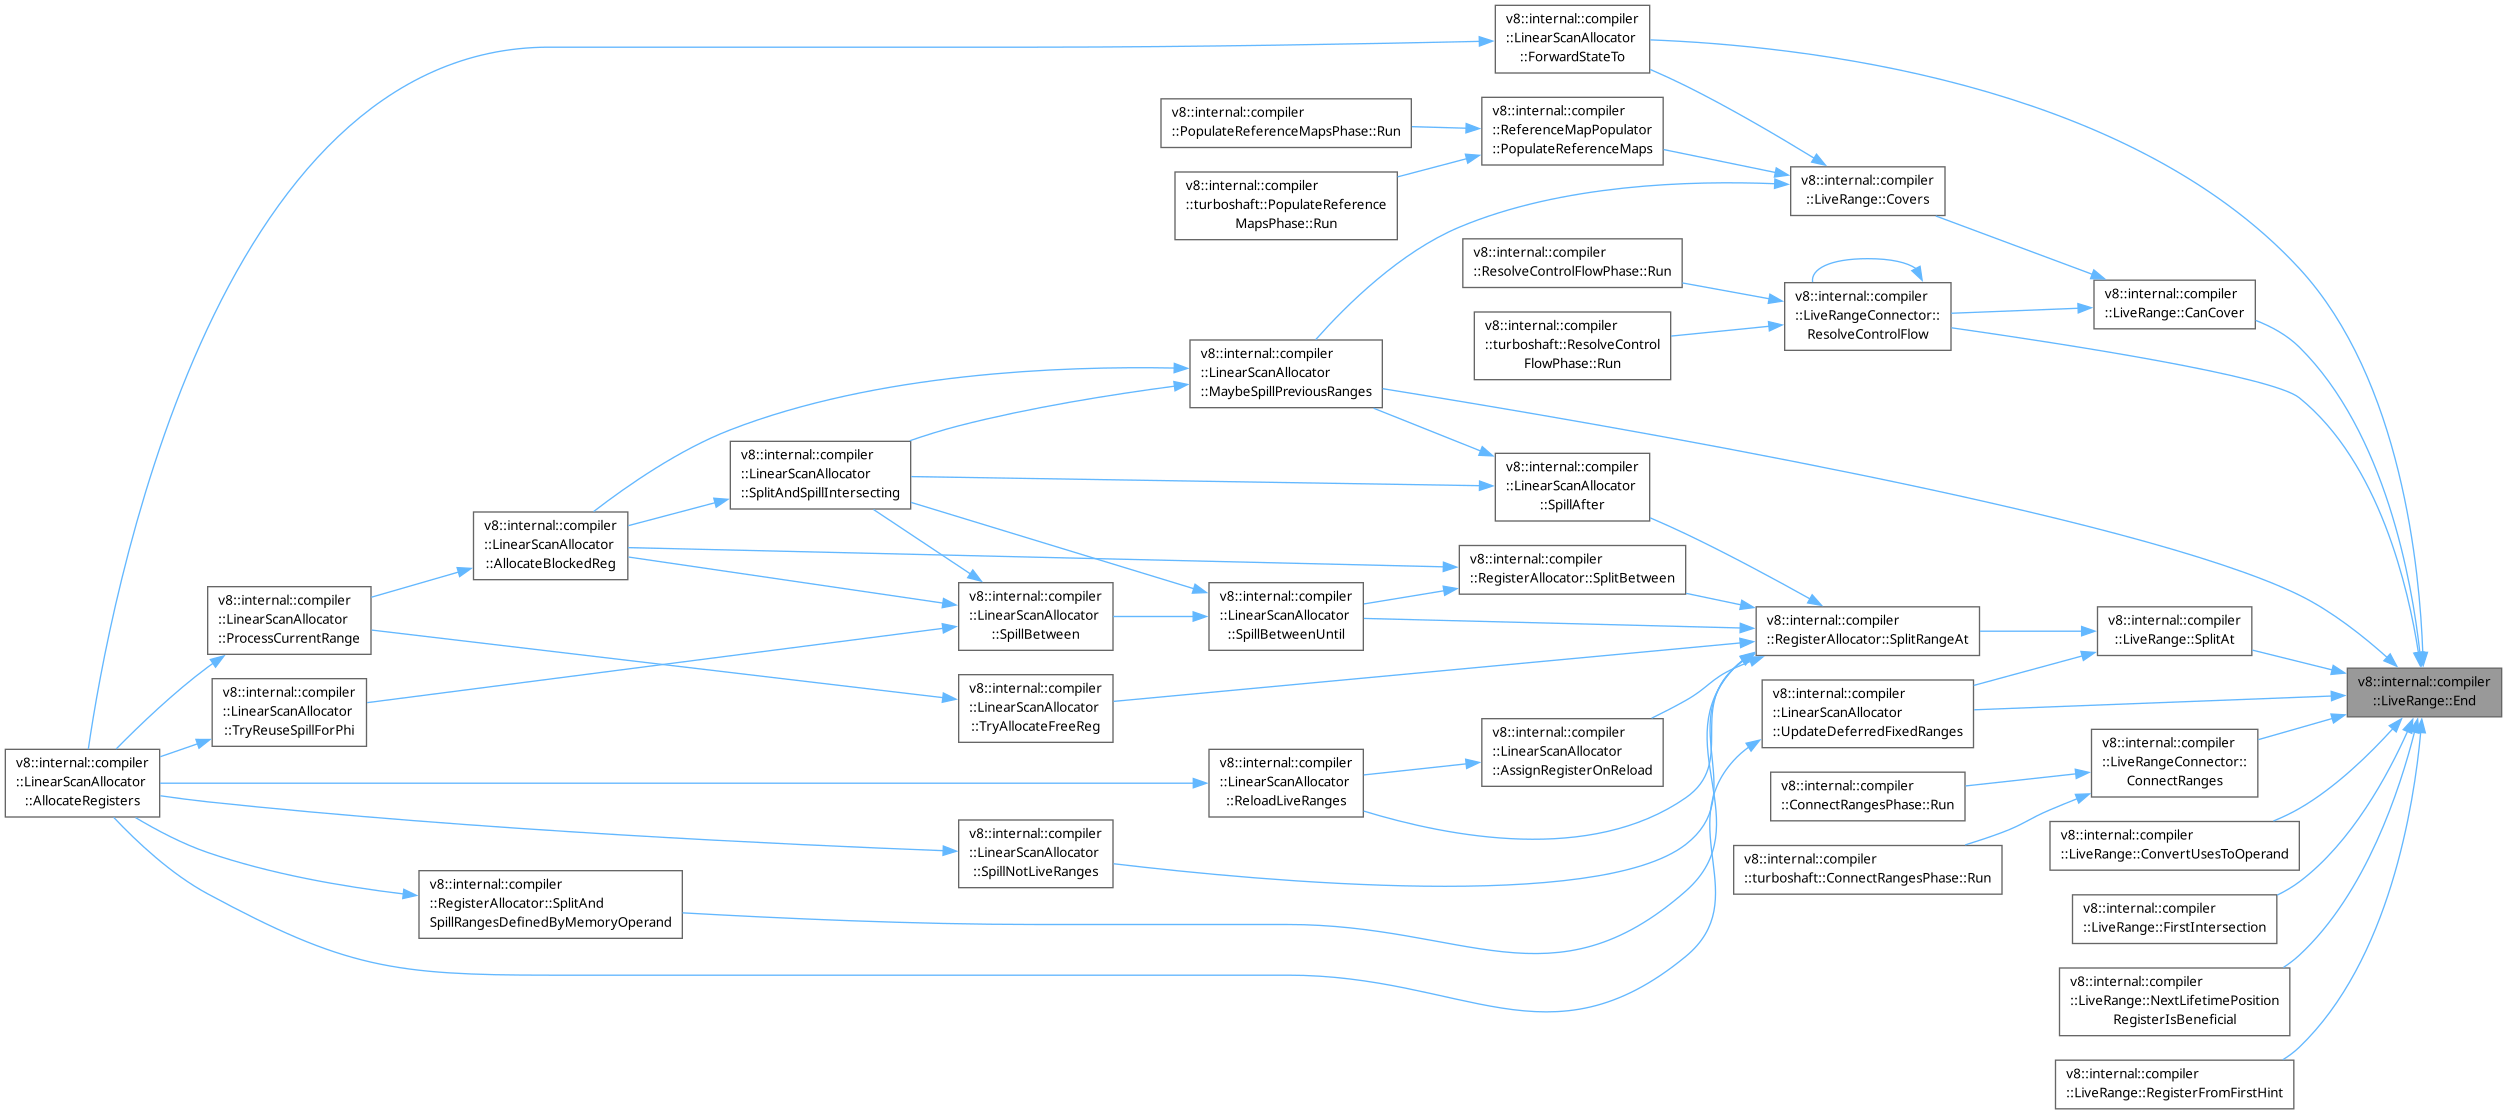 v8::internal::compiler
::LinearScanAllocator
::ForwardStateTo
v8::internal::compiler
::PopulateReferenceMapsPhase::Run
v8::internal::compiler
::ReferenceMapPopulator
::PopulateReferenceMaps
v8::internal::compiler
::turboshaft::PopulateReference
MapsPhase::Run
v8::internal::compiler
::LiveRange::Covers
v8::internal::compiler
::ResolveControlFlowPhase::Run
v8::internal::compiler
::LiveRangeConnector::
ResolveControlFlow
v8::internal::compiler
::LiveRange::CanCover
v8::internal::compiler
::turboshaft::ResolveControl
FlowPhase::Run
v8::internal::compiler
::LinearScanAllocator
::MaybeSpillPreviousRanges
v8::internal::compiler
::LinearScanAllocator
::SplitAndSpillIntersecting
v8::internal::compiler
::LinearScanAllocator
::SpillAfter
v8::internal::compiler
::LinearScanAllocator
::AllocateBlockedReg
v8::internal::compiler
::RegisterAllocator::SplitBetween
v8::internal::compiler
::LinearScanAllocator
::ProcessCurrentRange
v8::internal::compiler
::LinearScanAllocator
::SpillBetween
v8::internal::compiler
::LinearScanAllocator
::SpillBetweenUntil
v8::internal::compiler
::RegisterAllocator::SplitRangeAt
v8::internal::compiler
::LiveRange::SplitAt
v8::internal::compiler
::LinearScanAllocator
::TryReuseSpillForPhi
v8::internal::compiler
::LinearScanAllocator
::TryAllocateFreeReg
v8::internal::compiler
::LinearScanAllocator
::UpdateDeferredFixedRanges
v8::internal::compiler
::LiveRange::End
v8::internal::compiler
::LinearScanAllocator
::AllocateRegisters
v8::internal::compiler
::LinearScanAllocator
::ReloadLiveRanges
v8::internal::compiler
::LinearScanAllocator
::AssignRegisterOnReload
v8::internal::compiler
::LiveRangeConnector::
ConnectRanges
v8::internal::compiler
::ConnectRangesPhase::Run
v8::internal::compiler
::LinearScanAllocator
::SpillNotLiveRanges
v8::internal::compiler
::turboshaft::ConnectRangesPhase::Run
v8::internal::compiler
::LiveRange::ConvertUsesToOperand
v8::internal::compiler
::RegisterAllocator::SplitAnd
SpillRangesDefinedByMemoryOperand
v8::internal::compiler
::LiveRange::FirstIntersection
v8::internal::compiler
::LiveRange::NextLifetimePosition
RegisterIsBeneficial
v8::internal::compiler
::LiveRange::RegisterFromFirstHint